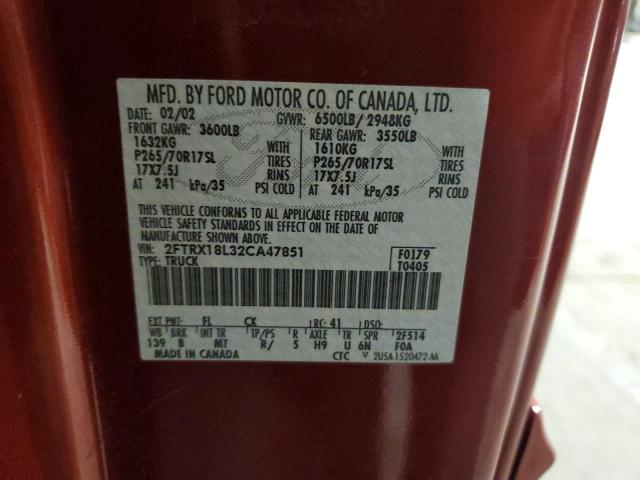 MFD. BY FORD MOTOR CO. OF CANADA, LTD.
DATE: 02/02 GVWR: 6500LB/ 2948KG
FRONT GAWR: 3600LB REAR GAWR: 3550LB
1632KG WITH 1610KG WITH
P265/70R17SL TIRES P265/70R17SL TIRES
17X7.5J RIMS 17X7.5J RIMS
AT 241 kPa/35 PSI COLD AT 241 kPa/35 PSI COLD
THIS VEHICLE CONFORMS TO ALL APPLICABLE FEDERAL MOTOR
VEHICLE SAFETY STANDARDS IN EFFECT ON THE DATE OF
MANUFACTURE SHOWN ABOVE.
VIN: 2FTRX18L32CA47851 F0179
TYPE: TRUCK T0405
EXT PNT: FL CX RC: 41 DSO:
WB BRK INT TR TP/PS R AXLE TR SPR 2F514
139 B MY R/ 5 H9 U 6N F0A
MADE IN CANADA CTC 2USA 1520472 AA